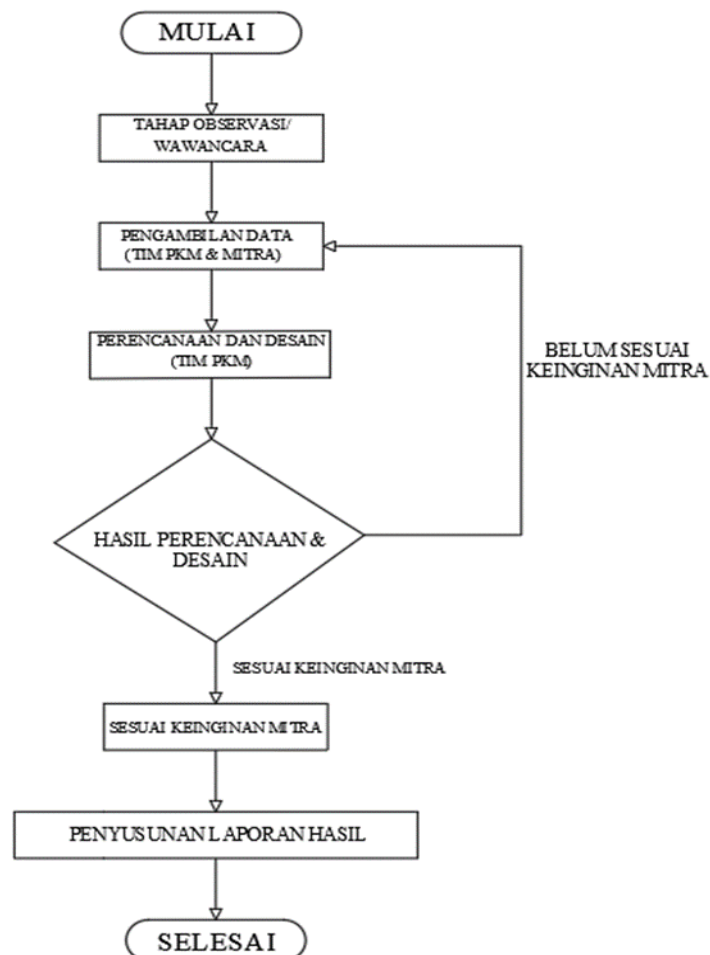 MULAI
TAHAP OBSERVASI/
WAWANCARA
PENGAMBILAN DATA
(TIM PKM & MITRA)
PERENCANAAN DAN DESAIN
(TIM PKM)
BELUM SESUAI
KEINGINAN MITRA
HASIL PERENCANAAN &
DESAIN
SESUAI KEINGINAN MITRA
SESUAI KEINGINAN MITRA
PENYUSUNAN LAPORAN HASIL
SELESAI